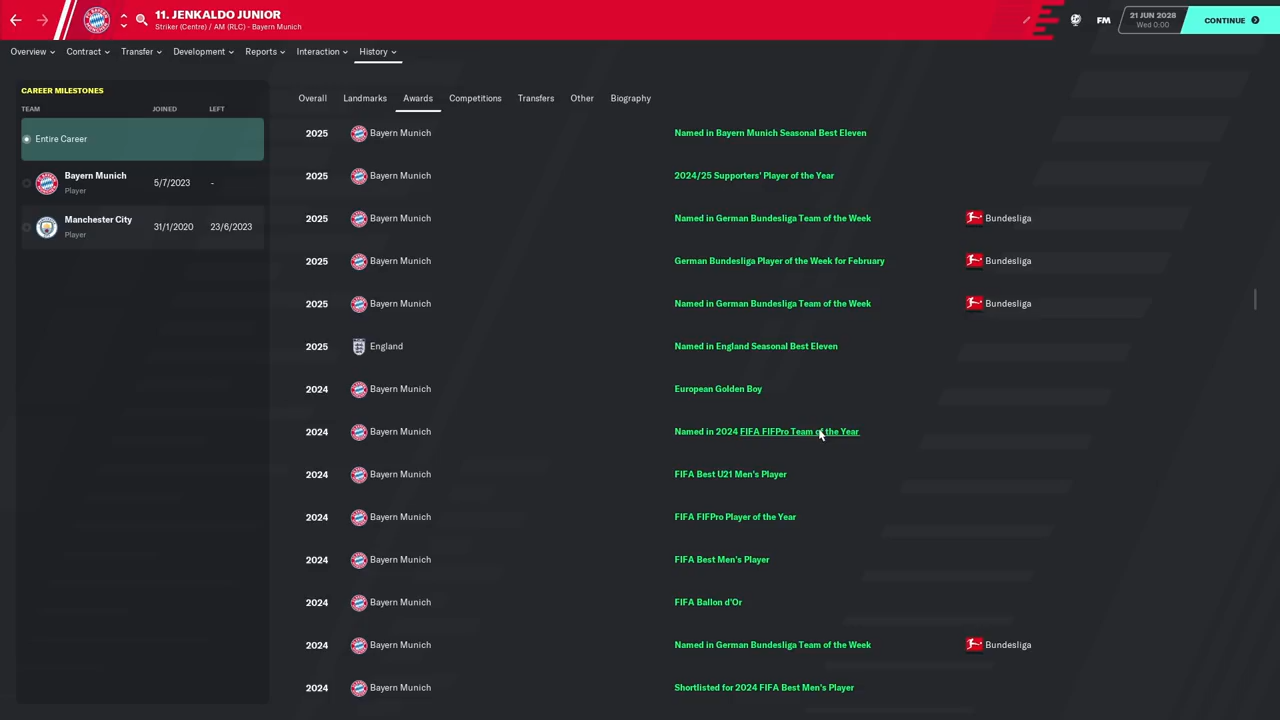 11. JENKALDO JUNIOR
Striker (Centre) / AM (RLC) - Bayern Munich
FM
21 JUN 2028
Wed 0:00
CONTINUE
Overview
Contract
Transfer
Development
Reports
Interaction
History
CAREER MILESTONES
TEAM JOINED LEFT
Entire Career
Bayern Munich
Player
5/7/2023 -
Manchester City
Player
31/1/2020 23/6/2023
Overall Landmarks Awards Competitions Transfers Other Biography
2025 Bayern Munich Named in Bayern Munich Seasonal Best Eleven
2025 Bayern Munich 2024/25 Supporters' Player of the Year
2025 Bayern Munich Named in German Bundesliga Team of the Week Bundesliga
2025 Bayern Munich German Bundesliga Player of the Week for February Bundesliga
2025 Bayern Munich Named in German Bundesliga Team of the Week Bundesliga
2025 England Named in England Seasonal Best Eleven
2024 Bayern Munich European Golden Boy
2024 Bayern Munich Named in 2024 FIFA FIFPro Team of the Year
2024 Bayern Munich FIFA Best U21 Men's Player
2024 Bayern Munich FIFA FIFPro Player of the Year
2024 Bayern Munich FIFA Best Men's Player
2024 Bayern Munich FIFA Ballon d'Or
2024 Bayern Munich Named in German Bundesliga Team of the Week Bundesliga
2024 Bayern Munich Shortlisted for 2024 FIFA Best Men's Player